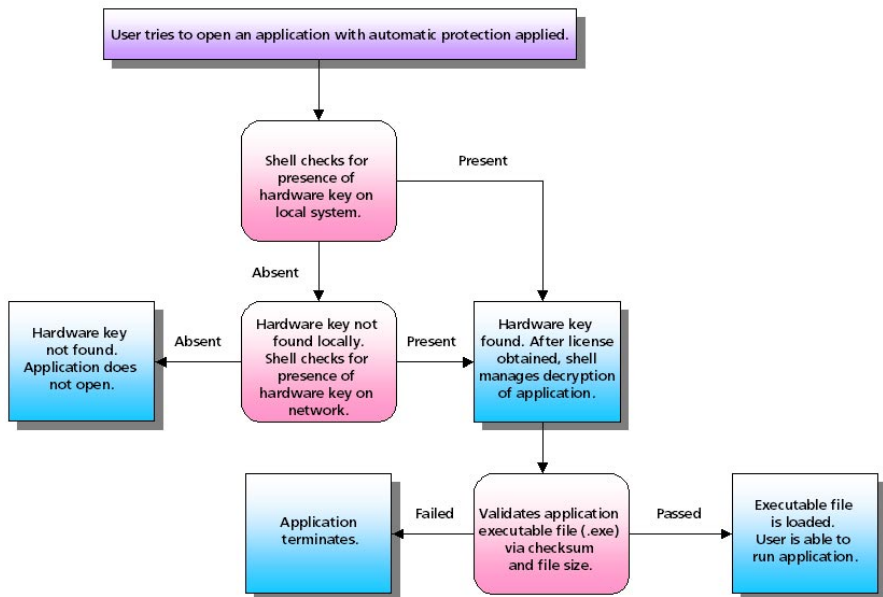 User tries to open an application with automatic protection applied.
Shell checks for
presence of
hardware key on
local system.
Present
Absent
Hardware key
not found.
Application does
not open.
Absent
Hardware key not
found locally.
Shell checks for
presence of
hardware key on
network.
Present
Hardware key
found. After license
obtained, shell
manages decryption
of application.
Application
terminates.
Failed
Validates application
executable file (.exe)
via checksum
and file size.
Passed
Executable file
is loaded.
User is able to
run application.